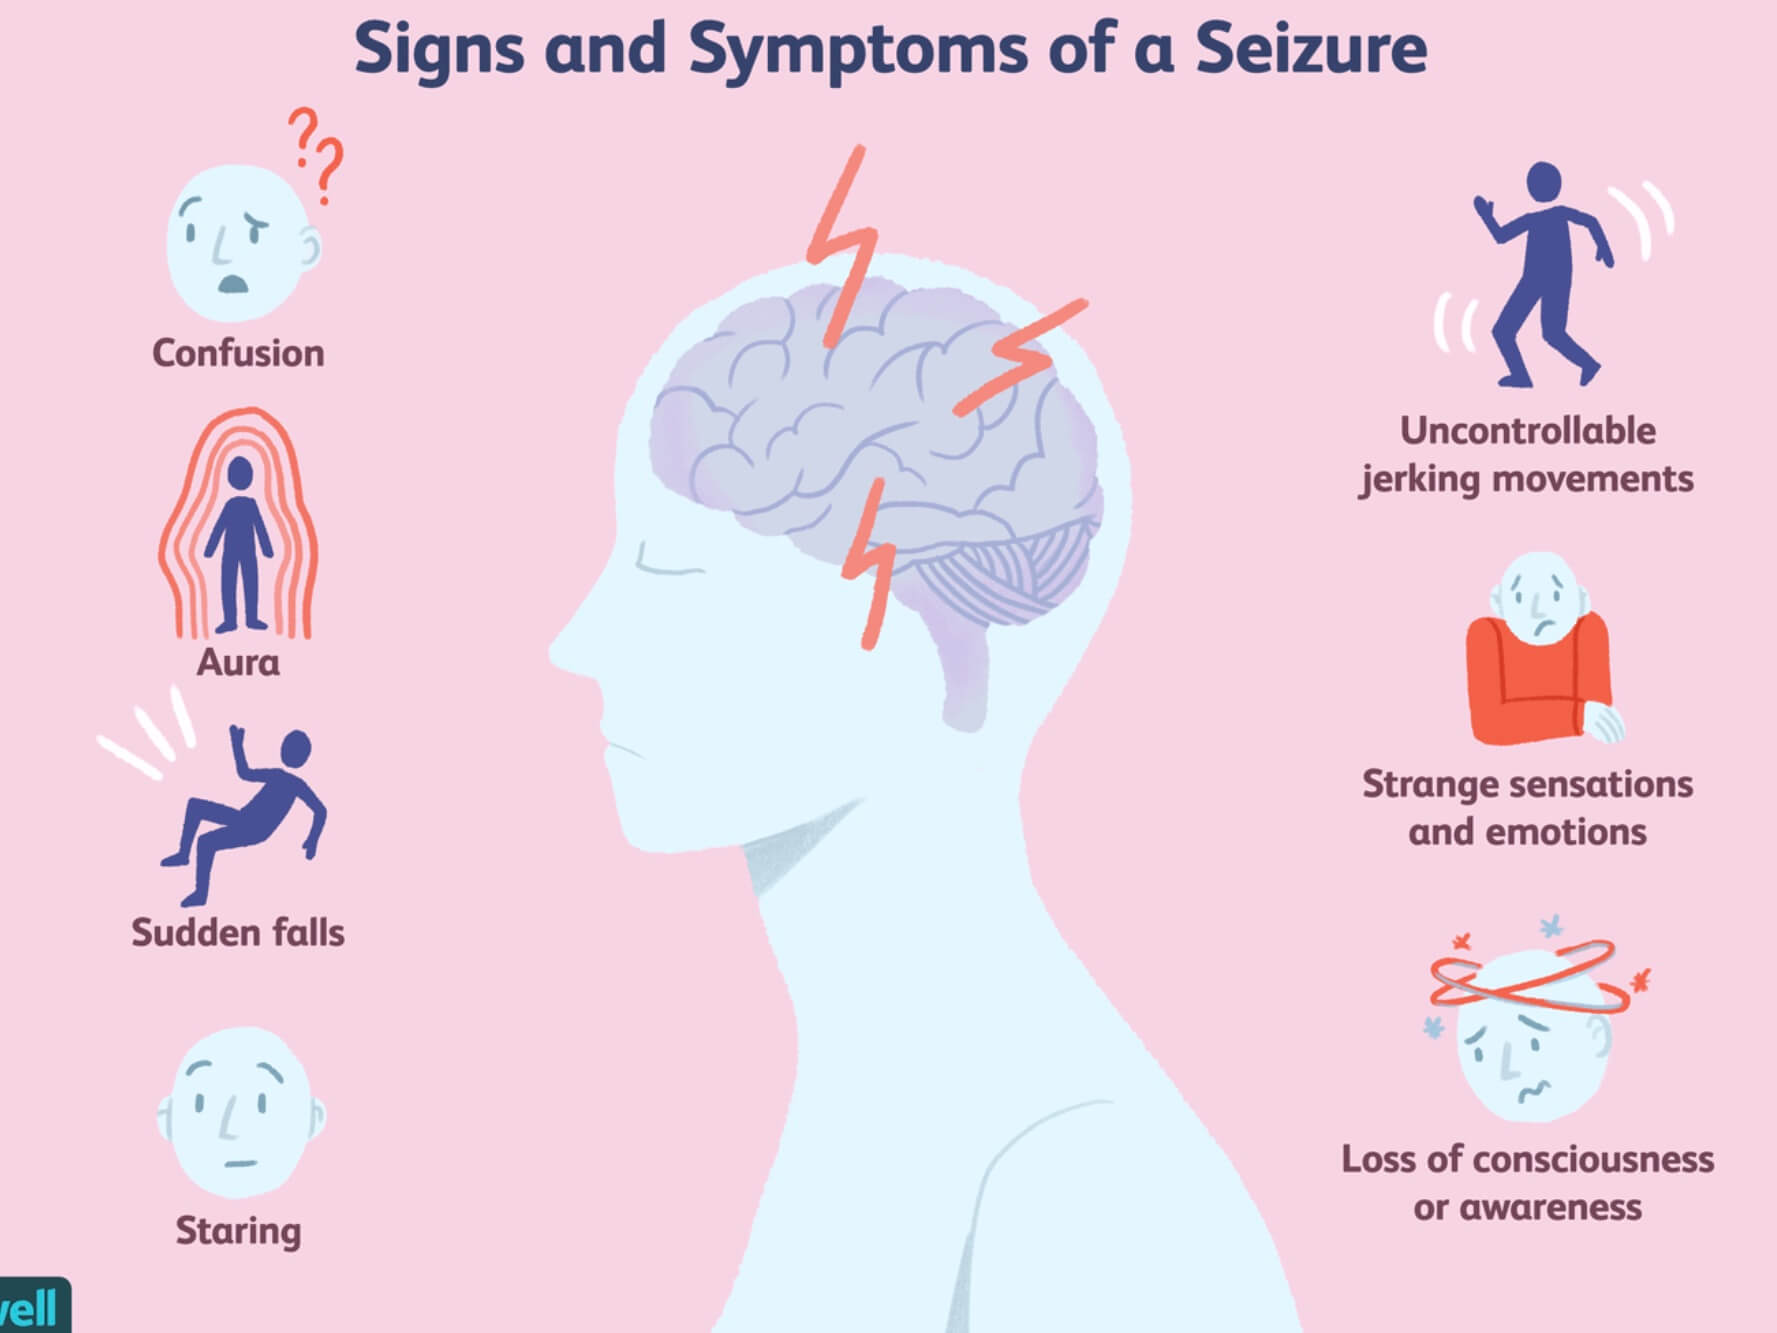 Signs and Symptoms of a Seizure
??
Confusion
Aura
Sudden falls
Staring
Uncontrollable
jerking movements
Strange sensations
and emotions
Loss of consciousness
or awareness